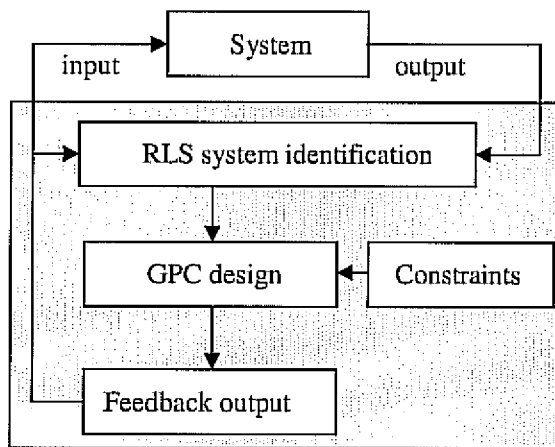 System
input
output
RLS system identification
GPC design
Constraints
Feedback output